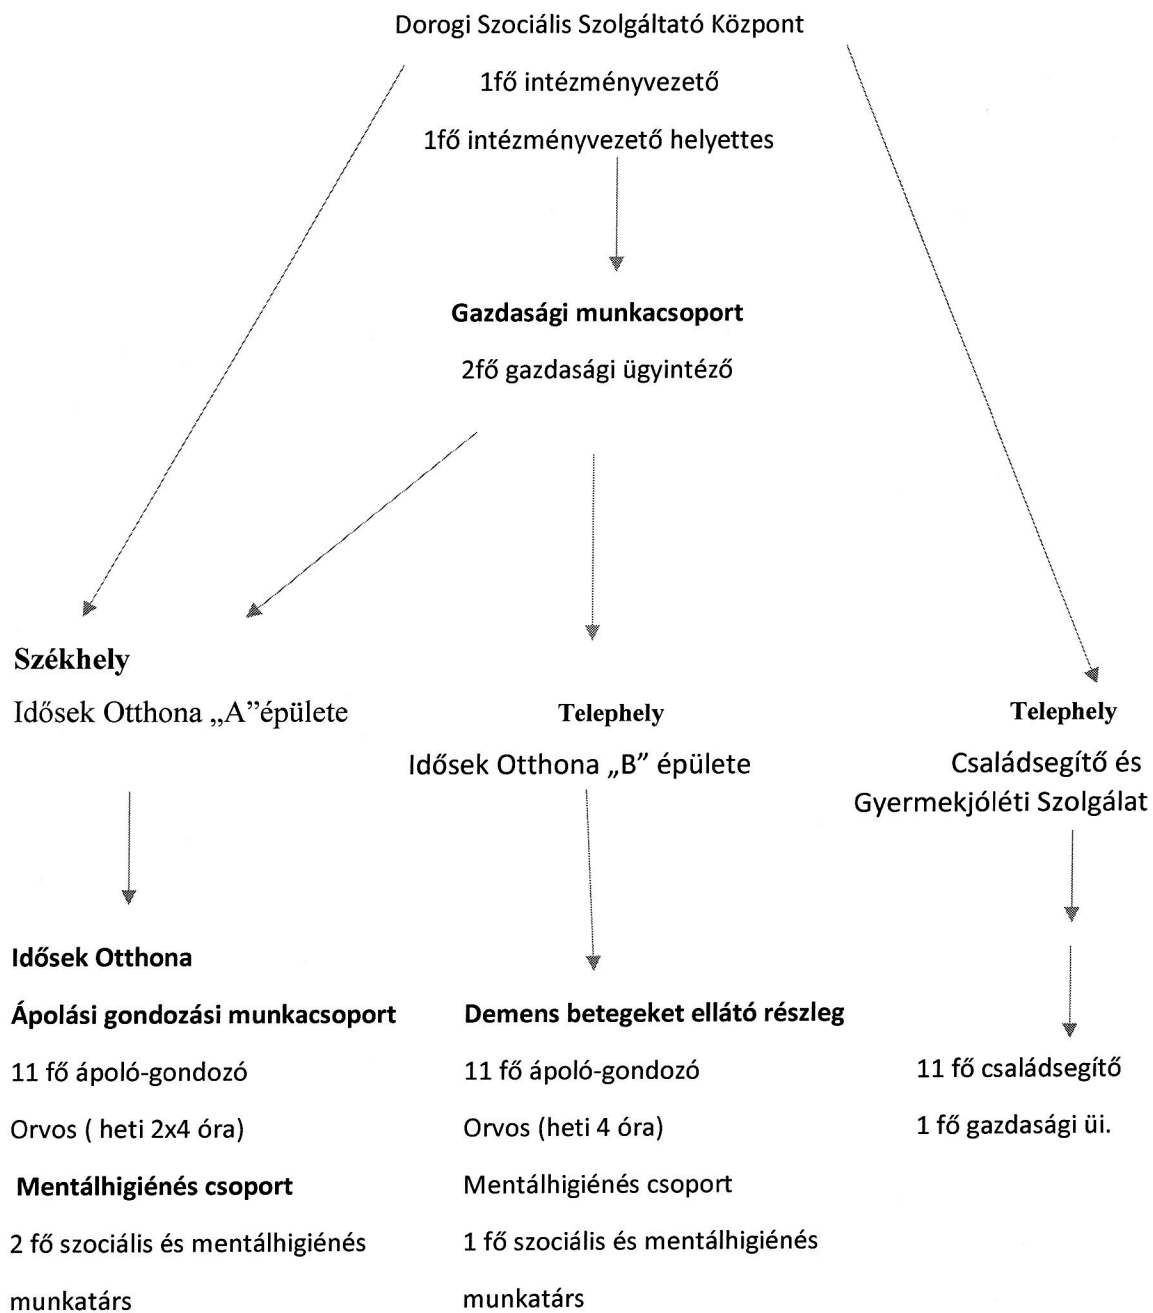 Dorogi Szociális Szolgáltató Központ
1fő intézményvezető
1fő intézményvezető helyettes
Gazdasági munkacsoport
2fő gazdasági ügyintéző
Székhely
Idősek Otthona „A”épülete
Telephely
Idősek Otthona „B” épülete
Telephely
Családsegítő és
Gyermekjóléti Szolgálat
Idősek Otthona
Ápolási gondozási munkacsoport
11 fő ápoló-gondozó
Orvos ( heti 2x4 óra)
Mentálhigiénés csoport
2 fő szociális és mentálhigiénés
munkatárs
Demens betegeket ellátó részleg
11 fő ápoló-gondozó
Orvos (heti 4 óra)
Mentálhigiénés csoport
1 fő szociális és mentálhigiénés
munkatárs
11 fő családsegítő
1 fő gazdasági üi.